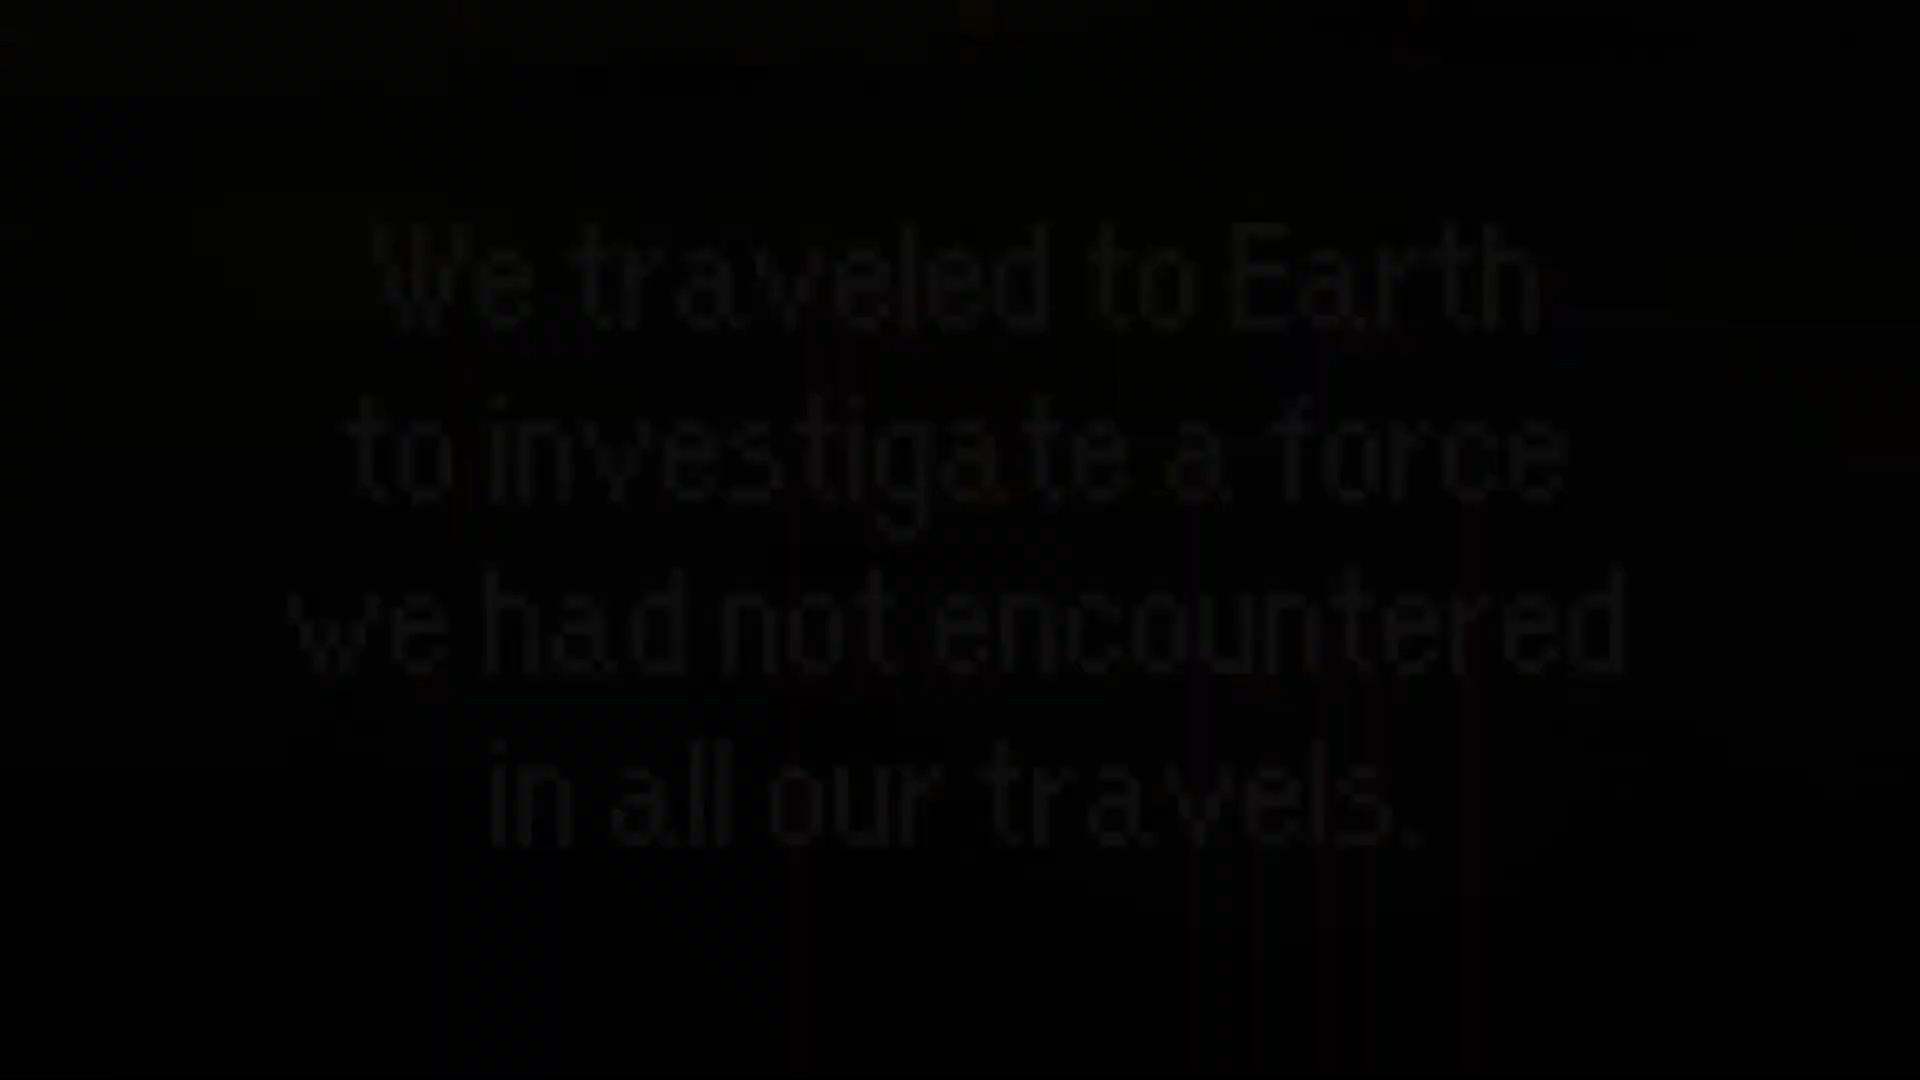 We traveled to Earth
to investigate a force
we had not encountered
in all our travels.